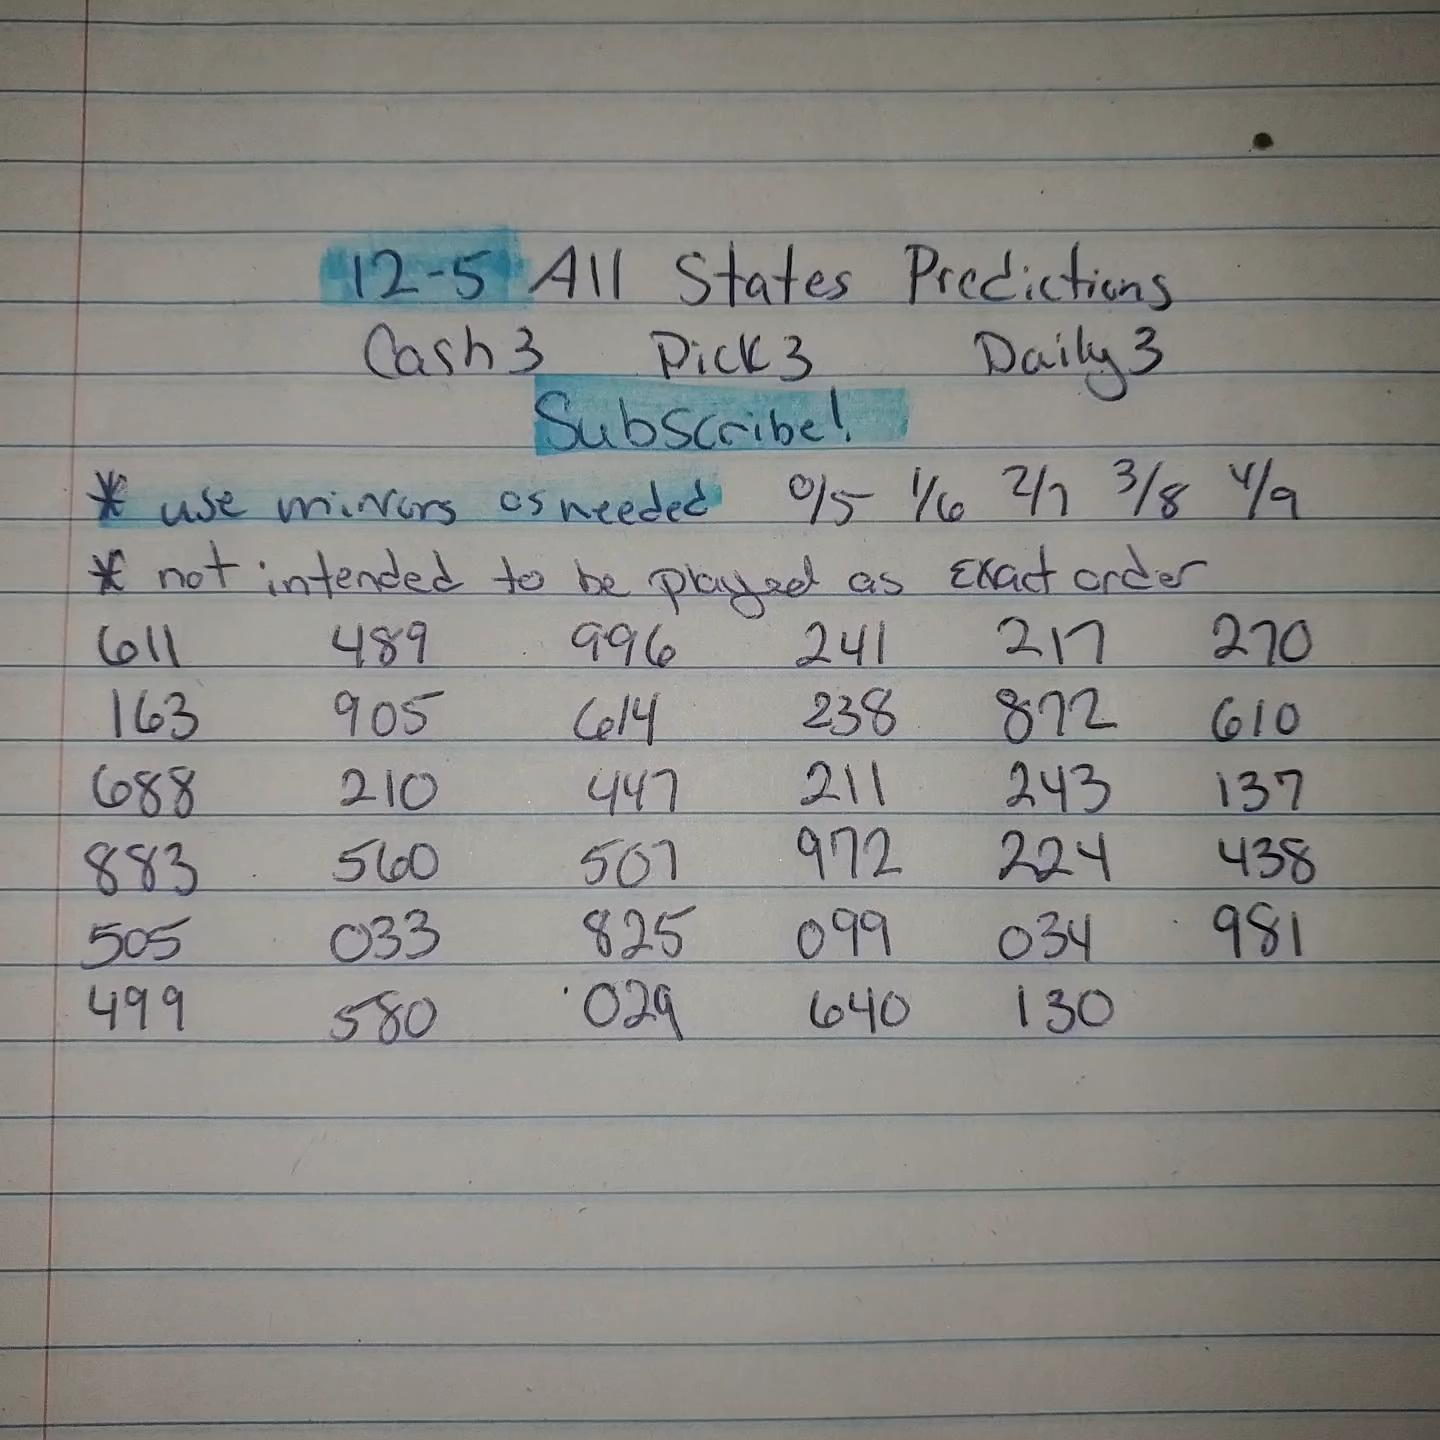 12-5 All States Predictions
Cash 3 Pick 3 Daily 3
Subscribe!
* use mirrors as needed 0/5 1/6 2/7 3/8 4/9
* not intended to be played as Exact order
611 489 996 241 217 270
163 905 614 238 872 610
688 210 447 211 243 137
883 560 507 972 224 438
505 033 825 099 034 981
499 580 029 640 130